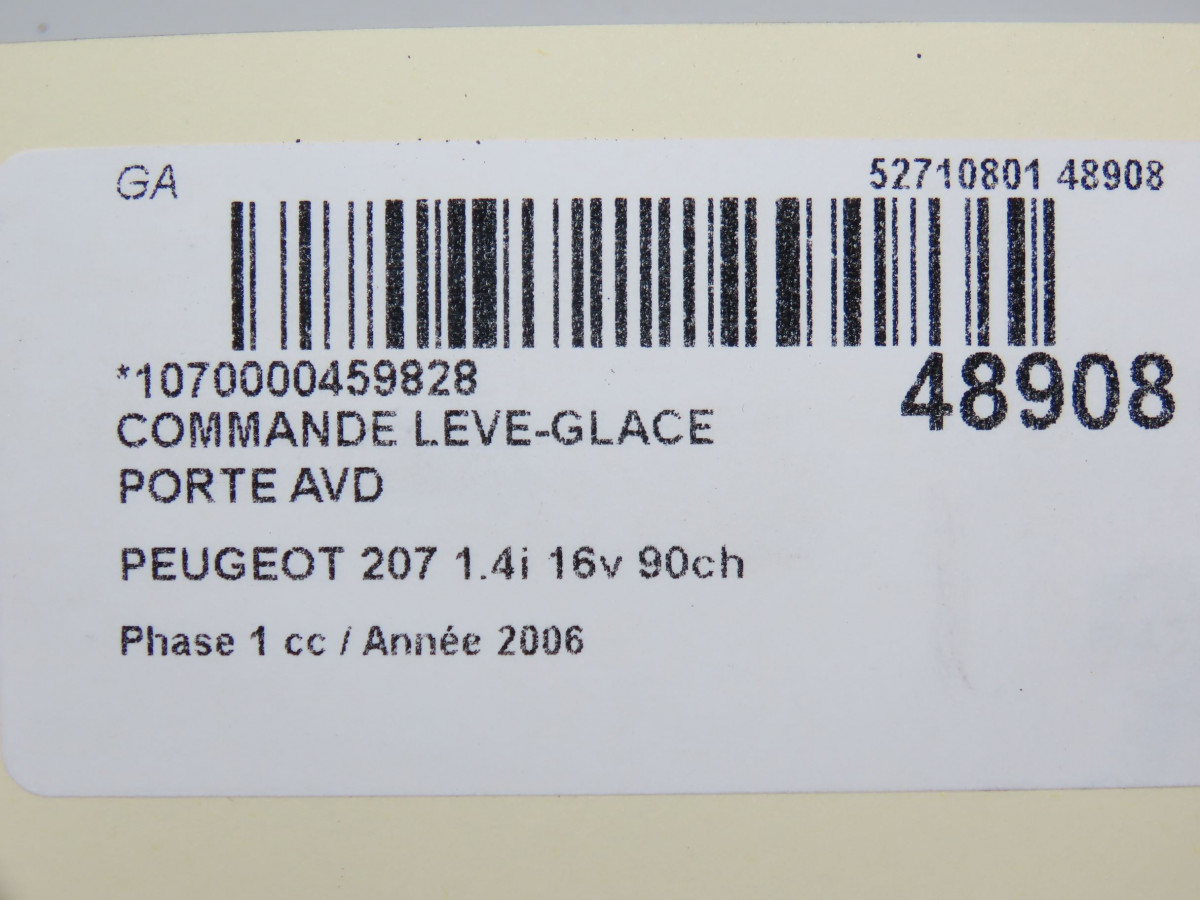 GA
52710801 48908
*1070000459828
48908
COMMANDE LEVE-GLACE
PORTE AVD
PEUGEOT 207 1.4i 16v 90ch
Phase 1 cc / Année 2006